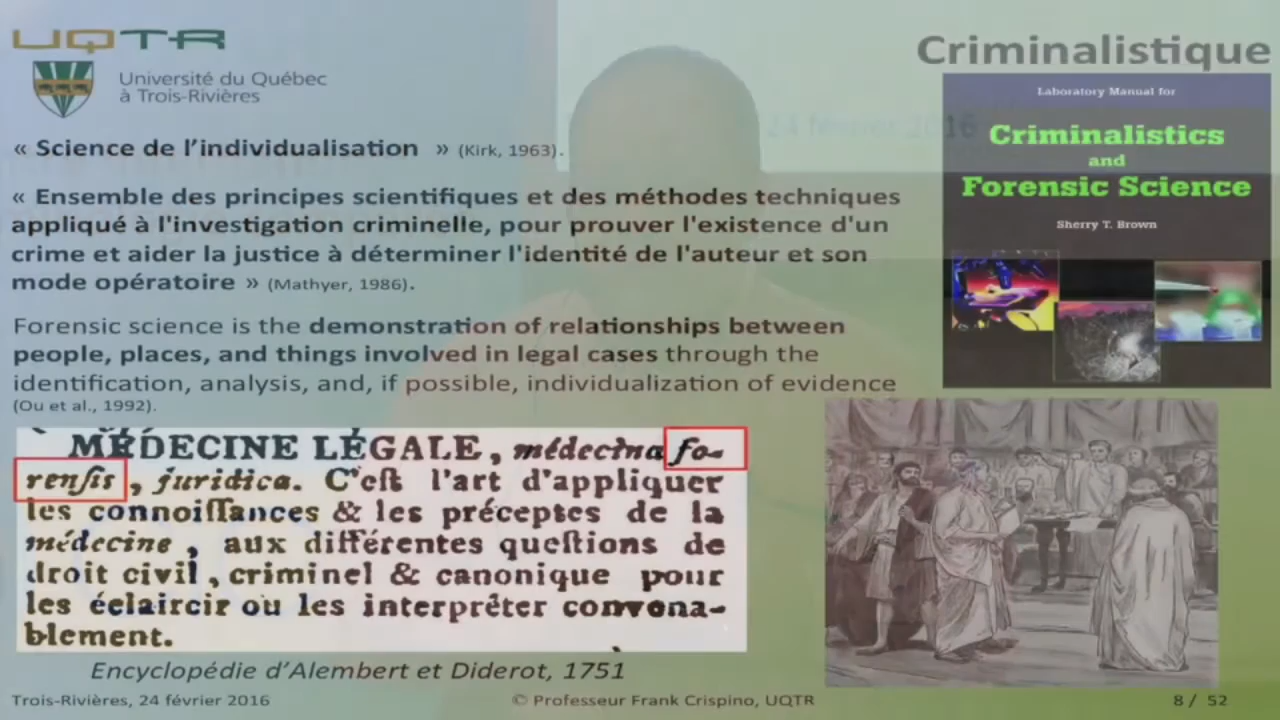 UQTR
Université du Québec
à Trois-Rivières
Criminalistique
« Science de l'individualisation » (Kirk, 1963).
« Ensemble des principes scientifiques et des méthodes techniques
appliqué à l'investigation criminelle, pour prouver l'existence d'un
crime et aider la justice à déterminer l'identité de l'auteur et son
mode opératoire » (Mathyer, 1986).
Forensic science is the demonstration of relationships between
people, places, and things involved in legal cases through the
identification, analysis, and, if possible, individualization of evidence
(Ou et al., 1992).
MÉDECINE LÉGALE, médecina fo-
renſis, juridica. C'eſt l'art d'appliquer
les connoiſſances & les préceptes de la
médecine, aux différentes queſtions de
droit civil, criminel & canonique pour
les éclaircir ou les interprêter convena-
blement.
Encyclopédie d'Alembert et Diderot, 1751
Laboratory Manual for
Criminalistics
and
Forensic Science
Sherry T. Brown
24 février 2016
Trois-Rivières, 24 février 2016
© Professeur Frank Crispino, UQTR
8 / 52